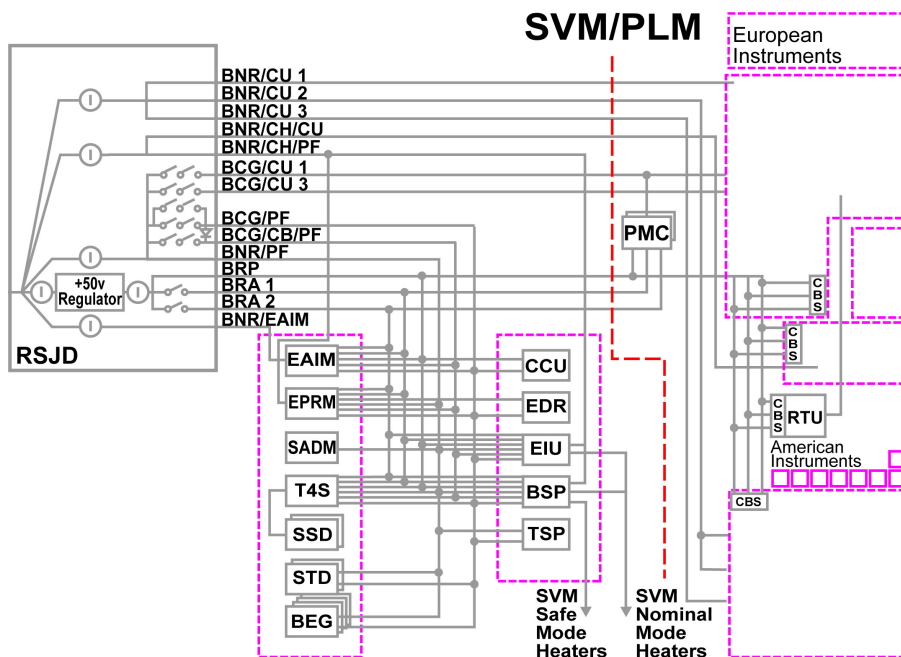 SVM/PLM
European
Instruments
BNR/CU 1
BNR/CU 2
BNR/CU 3
BNR/CH/CU
BNR/CH/PF
BCG/CU 1
BCG/CU 3
BCG/PF
BCG/CB/PF
BNR/PF
BRP
BRA 1
BRA 2
BNR/EAIM
+50v
Regulator
RSJD
PMC
EAIM
EPRM
SADM
T4S
SSD
STD
BEG
CCU
EDR
EIU
BSP
TSP
CBS
CBS
CBS
RTU
American
Instruments
CBS
SVM
Safe
Mode
Heaters
SVM
Nominal
Mode
Heaters